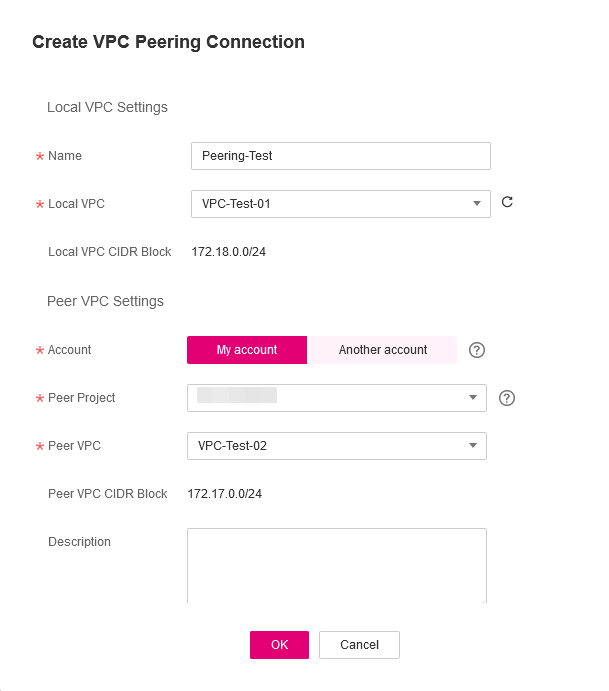 Create VPC Peering Connection
Local VPC Settings
* Name Peering-Test
* Local VPC VPC-Test-01
Local VPC CIDR Block 172.18.0.0/24
Peer VPC Settings
* Account My account Another account ?
* Peer Project ?
* Peer VPC VPC-Test-02
Peer VPC CIDR Block 172.17.0.0/24
Description
OK Cancel